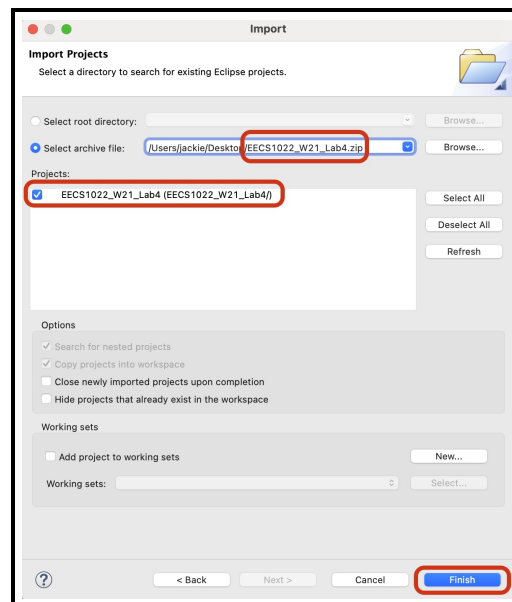 Import
Import Projects
Select a directory to search for existing Eclipse projects.
Select root directory:
Browse...
Select archive file: /Users/jackie/Desktop/EECS1022_W21_Lab4.zip
Browse...
Projects:
EECS1022_W21_Lab4 (EECS1022_W21_Lab4/)
Select All
Deselect All
Refresh
Options
Search for nested projects
Copy projects into workspace
Close newly imported projects upon completion
Hide projects that already exist in the workspace
Working sets
Add project to working sets
New...
Working sets:
Select...
? < Back Next > Cancel Finish